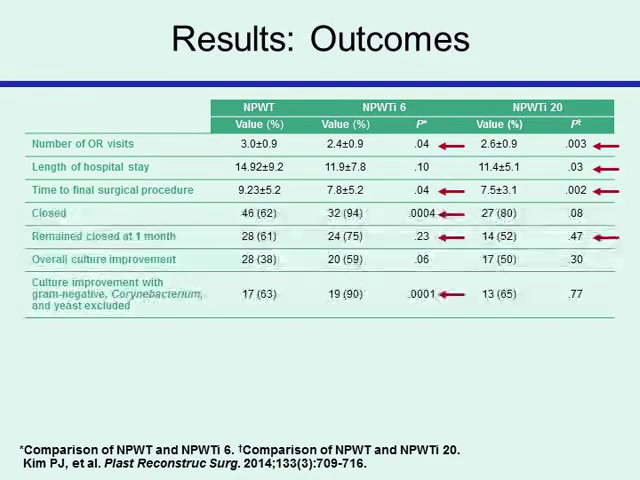 Results: Outcomes
NPWT NPWTi 6 NPWTi 20
Value (%) Value (%) P* Value (%) P†
Number of OR visits 3.0±0.9 2.4±0.9 .04 2.6±0.9 .003
Length of hospital stay 14.92±9.2 11.9±7.8 .10 11.4±5.1 .03
Time to final surgical procedure 9.23±5.2 7.8±5.2 .04 7.5±3.1 .002
Closed 46 (62) 32 (94) .0004 27 (80) .08
Remained closed at 1 month 28 (61) 24 (75) .23 14 (52) .47
Overall culture improvement 28 (38) 20 (59) .06 17 (50) .30
Culture improvement with
gram-negative, Corynebacterium, 17 (63) 19 (90) .0001 13 (65) .77
and yeast excluded
*Comparison of NPWT and NPWTi 6. †Comparison of NPWT and NPWTi 20.
Kim PJ, et al. Plast Reconstruc Surg. 2014;133(3):709-716.